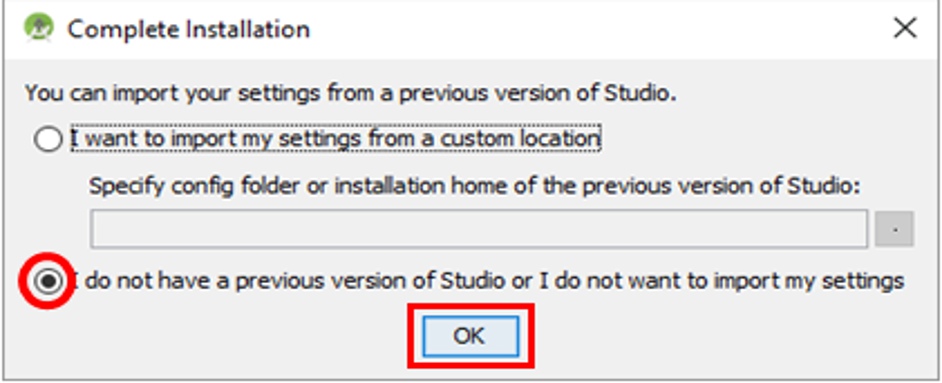 Complete Installation
You can import your settings from a previous version of Studio.
I want to import my settings from a custom location
Specify config folder or installation home of the previous version of Studio:
.
I do not have a previous version of Studio or I do not want to import my settings
OK